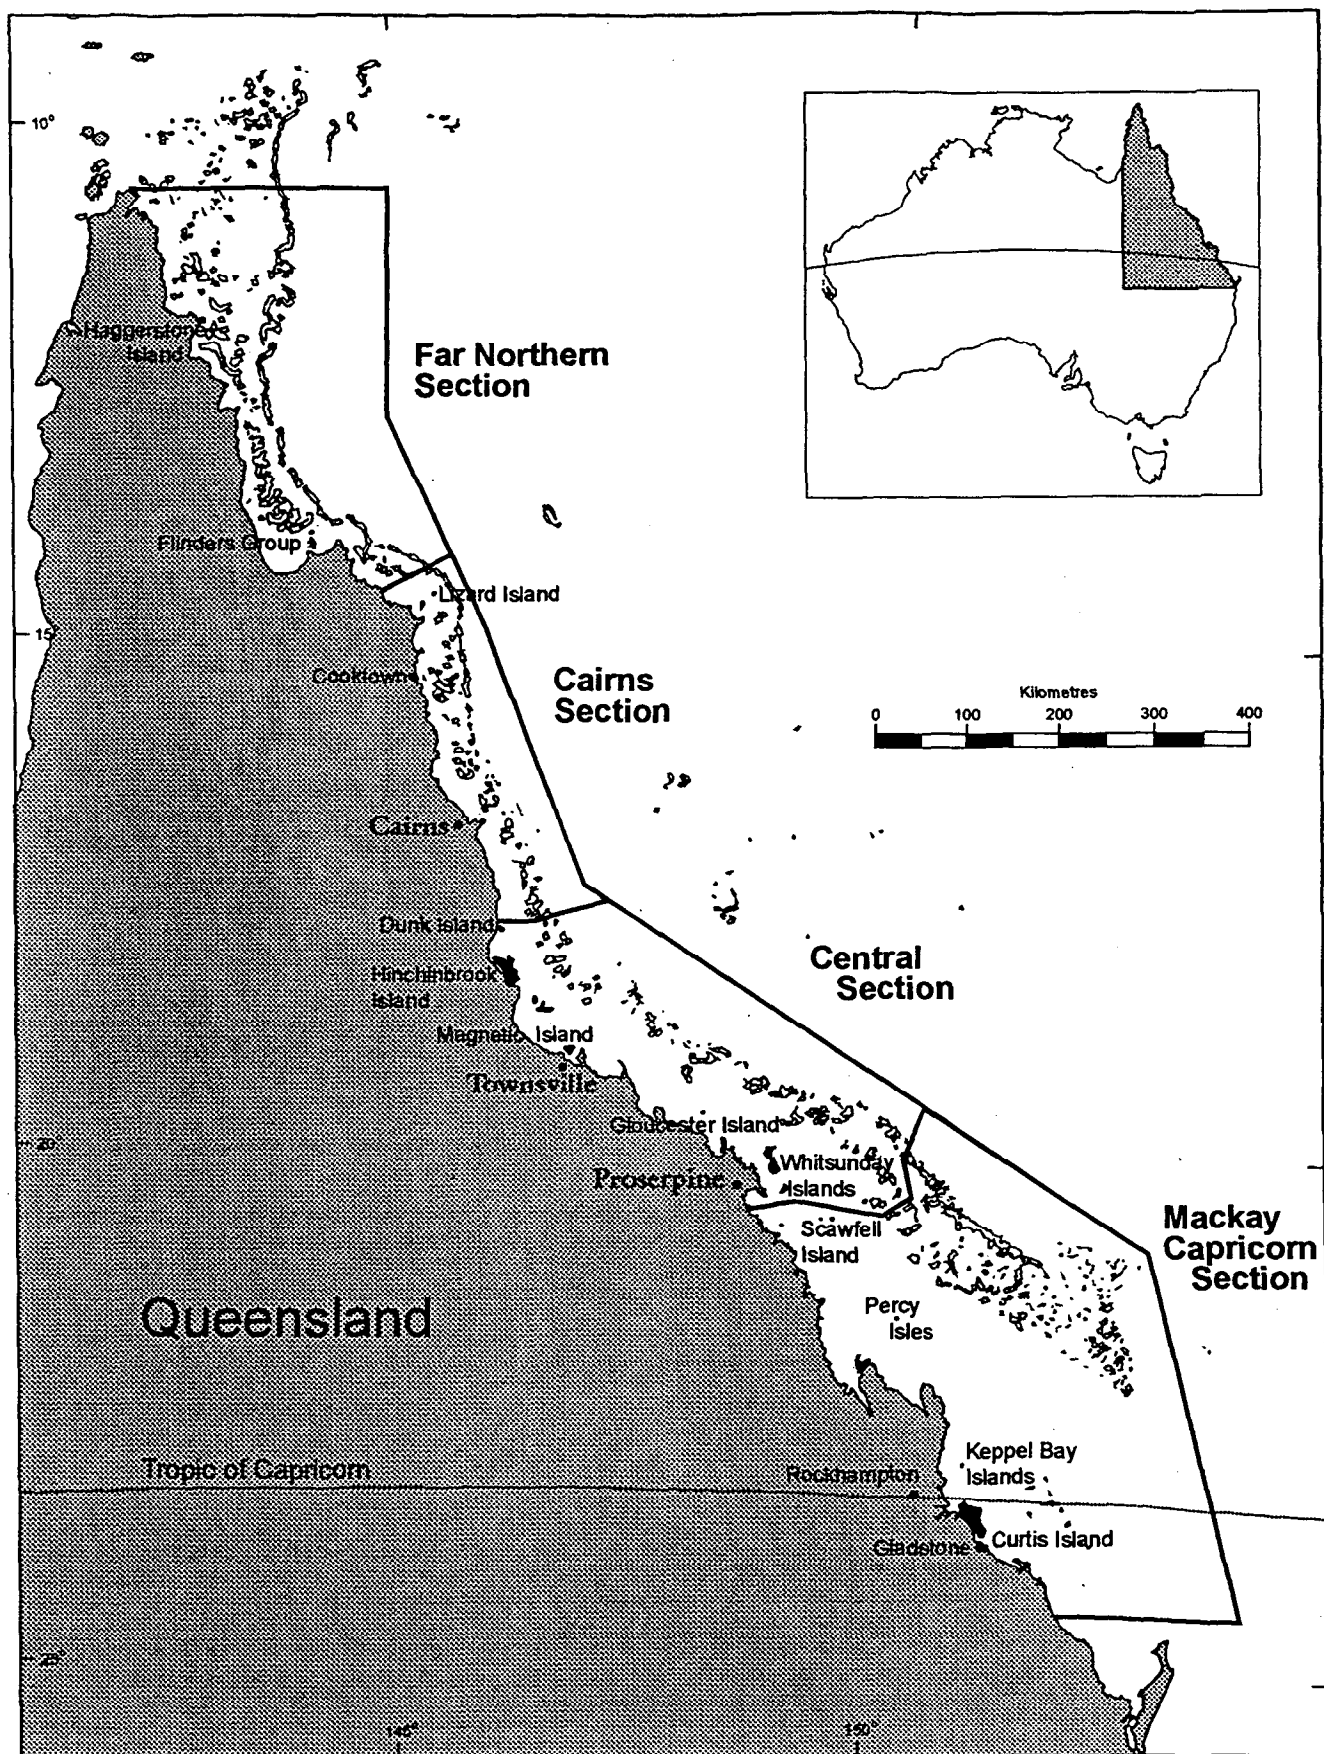 10°
Haggerstone
Island
Far Northern
Section
Flinders Group
Lizard Island
15°
Cooktown
Cairns
Section
Kilometres
0 100 200 300 400
Cairns
Dunk Island
Hinchinbrook
Island
Central
Section
Magnetic Island
Townsville
Gloucester Island
20°
Whitsunday
Islands
Proserpine
Scawfell
Island
Mackay
Capricorn
Section
Queensland
Percy
Isles
Keppel Bay
Islands
Tropic of Capricorn
Rockhampton
Curtis Island
Gladstone
25°
145°
150°